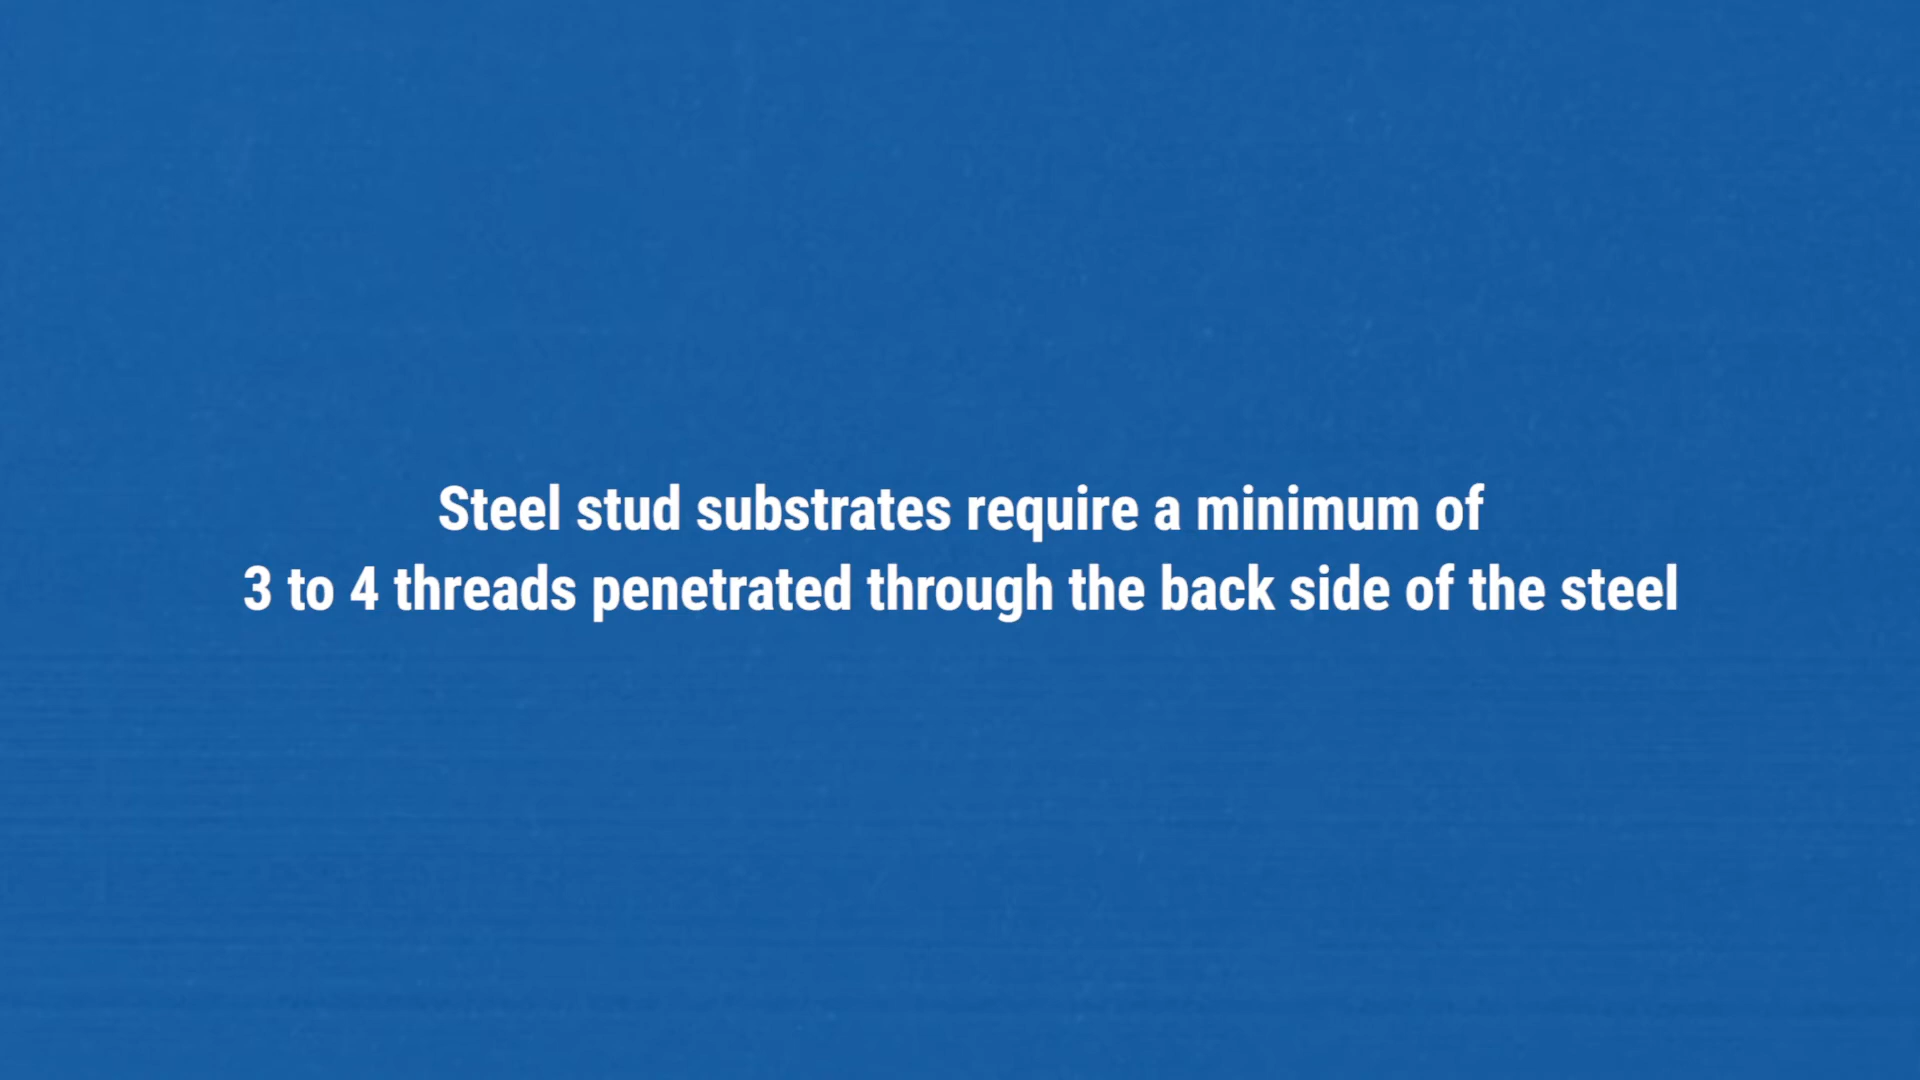 Steel stud substrates require a minimum of
3 to 4 threads penetrated through the back side of the steel